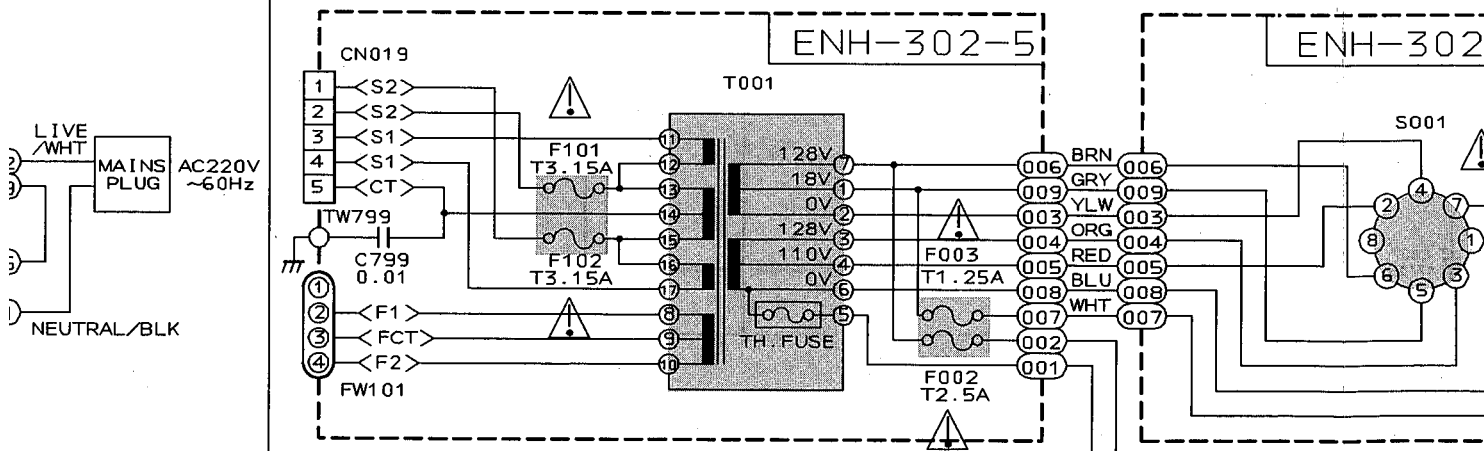 ENH-302-5
ENH-302
CN019
T001
S001
1 <S2>
2 <S2>
3 <S1>
4 <S1>
5 <CT>
LIVE
/WHT
MAINS
PLUG
AC220V
~60Hz
NEUTRAL/BLK
TW799
C799
0.01
F101
T3.15A
F102
T3.15A
1
2 <F1>
3 <FCT>
4 <F2>
FW101
11
12
13
14
15
16
17
8
9
10
128V 7
18V 1
0V 2
128V 3
110V 4
0V 6
5
TH.FUSE
F003
T1.25A
F002
T2.5A
006 BRN 006
009 GRY 009
003 YLW 003
004 ORG 004
005 RED 005
008 BLU 008
007 WHT 007
002
001
4
2 7
8 1
6 3
5